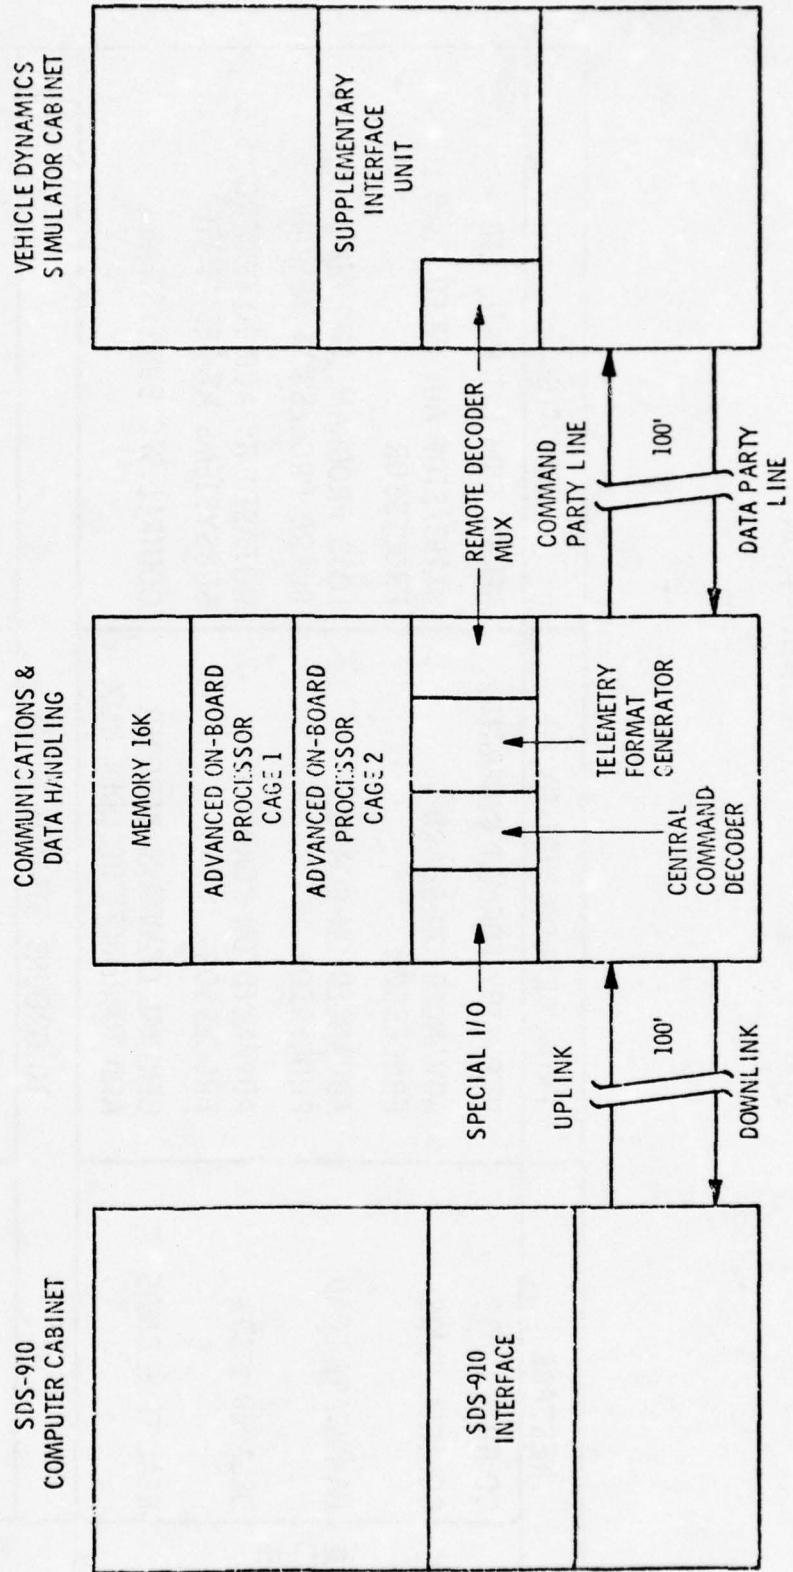 SDS-910
COMPUTER CABINET
SDS-910
INTERFACE
COMMUNICATIONS &
DATA HANDLING
MEMORY 16K
ADVANCED ON-BOARD
PROCESSOR
CAGE 1
ADVANCED ON-BOARD
PROCESSOR
CAGE 2
SPECIAL I/O
UPLINK
100'
DOWNLINK
CENTRAL
COMMAND
DECODER
TELEMETRY
FORMAT
GENERATOR
REMOTE DECODER
MUX
COMMAND
PARTY LINE
100'
DATA PARTY
LINE
VEHICLE DYNAMICS
SIMULATOR CABINET
SUPPLEMENTARY
INTERFACE
UNIT